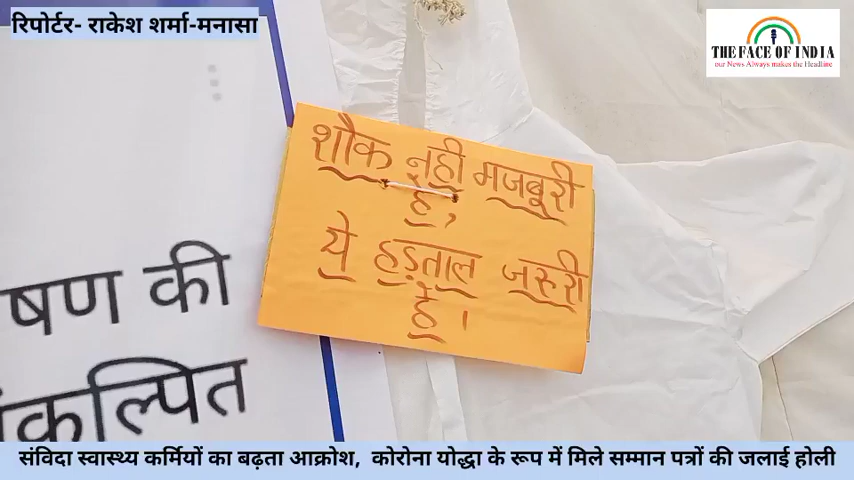 रिपोर्टर- राकेश शर्मा-मनासा
THE FACE OF INDIA
our News Always makes the Headline
शौक नही मजबूरी
है,
ये हड़ताल जरुरी
है।
षण की
कल्पित
संविदा स्वास्थ्य कर्मियों का बढ़ता आक्रोश, कोरोना योद्धा के रूप में मिले सम्मान पत्रों की जलाई होली